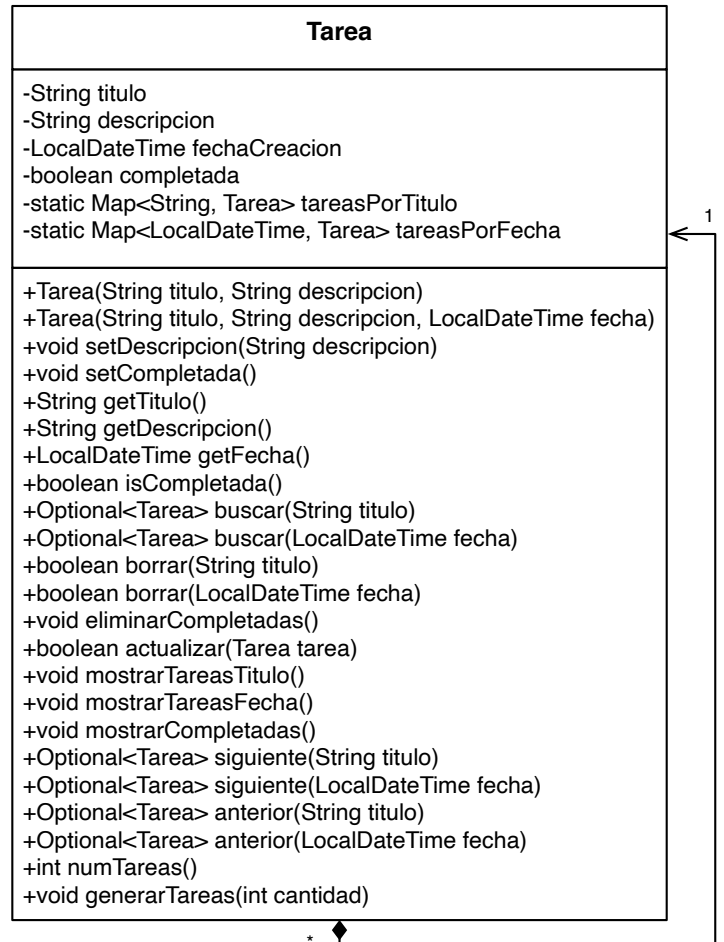 Tarea
-String titulo
-String descripcion
-LocalDateTime fechaCreacion
-boolean completada
-static Map<String, Tarea> tareasPorTitulo
-static Map<LocalDateTime, Tarea> tareasPorFecha
1
+Tarea(String titulo, String descripcion)
+Tarea(String titulo, String descripcion, LocalDateTime fecha)
+void setDescripcion(String descripcion)
+void setCompletada()
+String getTitulo()
+String getDescripcion()
+LocalDateTime getFecha()
+boolean isCompletada()
+Optional<Tarea> buscar(String titulo)
+Optional<Tarea> buscar(LocalDateTime fecha)
+boolean borrar(String titulo)
+boolean borrar(LocalDateTime fecha)
+void eliminarCompletadas()
+boolean actualizar(Tarea tarea)
+void mostrarTareasTitulo()
+void mostrarTareasFecha()
+void mostrarCompletadas()
+Optional<Tarea> siguiente(String titulo)
+Optional<Tarea> siguiente(LocalDateTime fecha)
+Optional<Tarea> anterior(String titulo)
+Optional<Tarea> anterior(LocalDateTime fecha)
+int numTareas()
+void generarTareas(int cantidad)
*